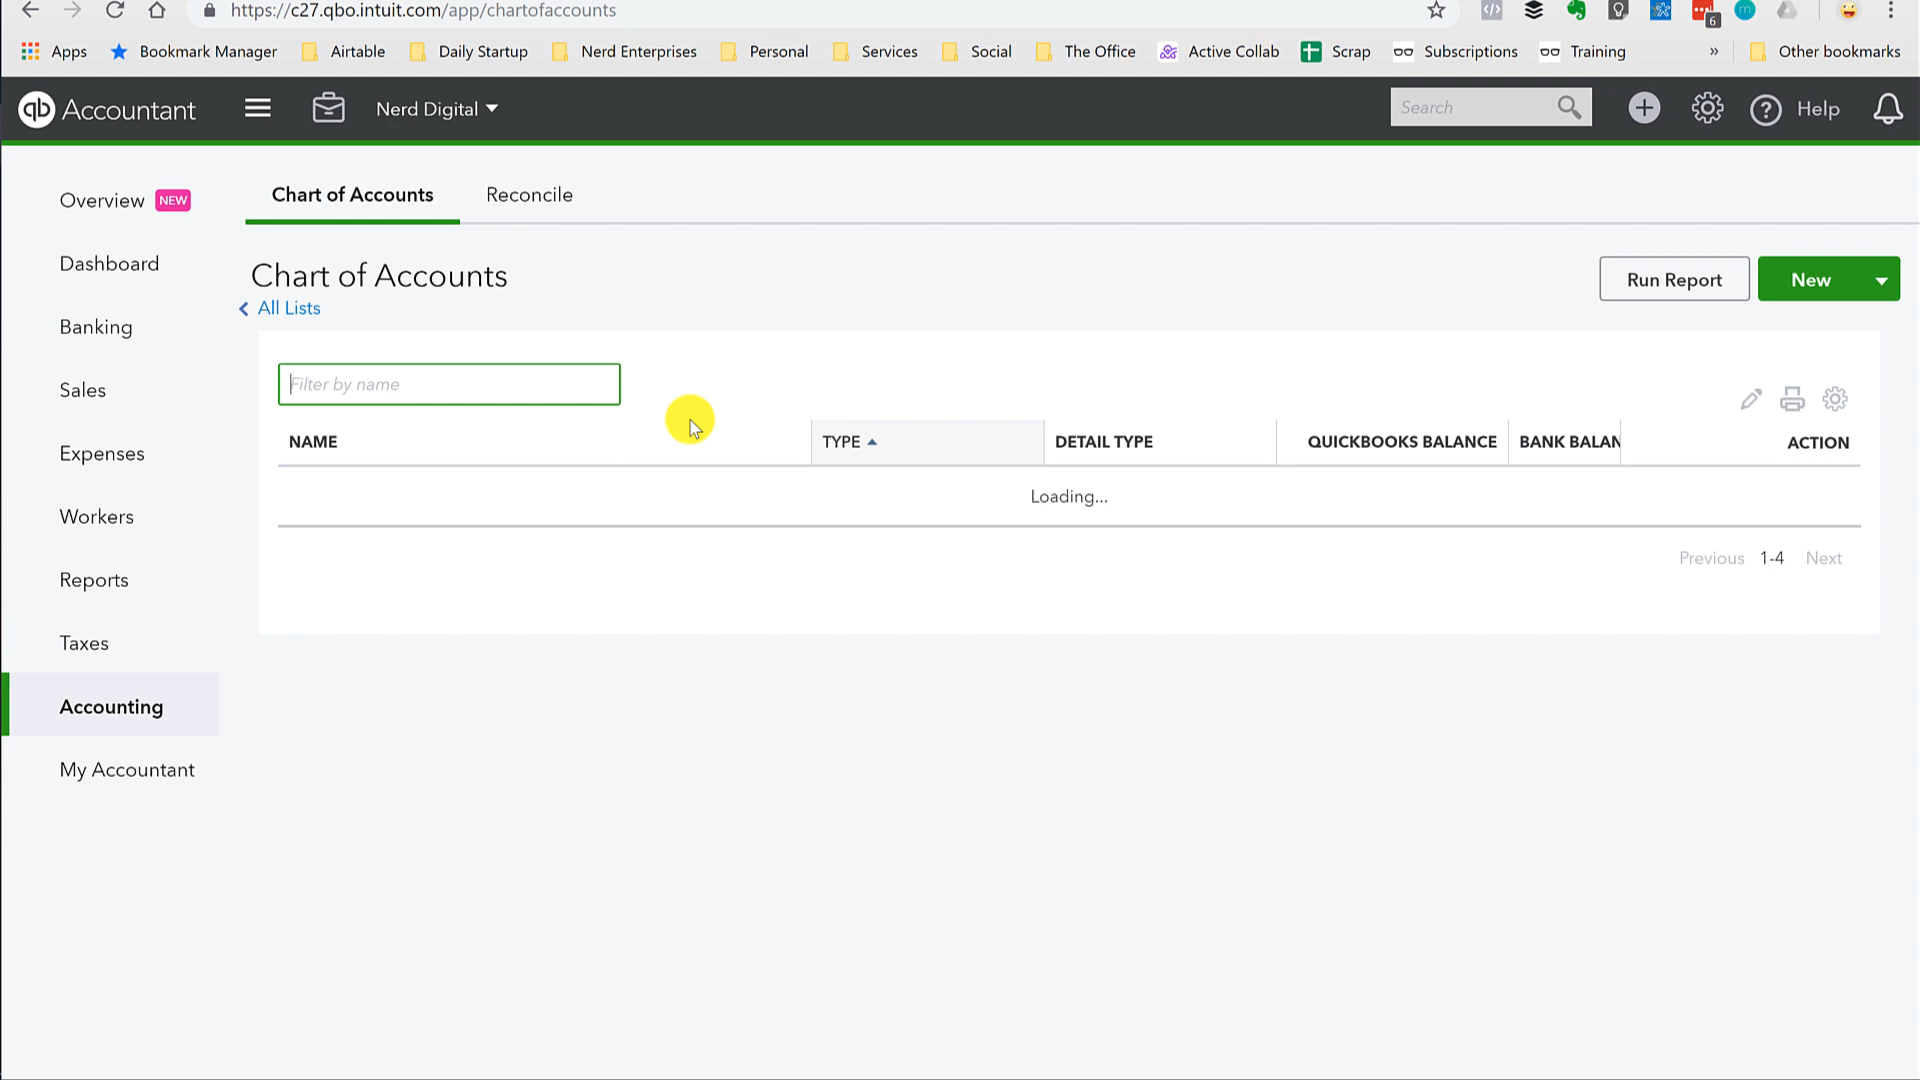 https://c27.qbo.intuit.com/app/chartofaccounts
6
Apps Bookmark Manager Airtable Daily Startup Nerd Enterprises Personal Services Social The Office Active Collab Scrap Subscriptions Training » Other bookmarks
qb Accountant Nerd Digital Search Help
Overview NEW
Dashboard
Banking
Sales
Expenses
Workers
Reports
Taxes
Accounting
My Accountant
Chart of Accounts Reconcile
Chart of Accounts
All Lists
Run Report New
Filter by name
NAME TYPE DETAIL TYPE QUICKBOOKS BALANCE BANK BALAN ACTION
Loading...
Previous 1-4 Next